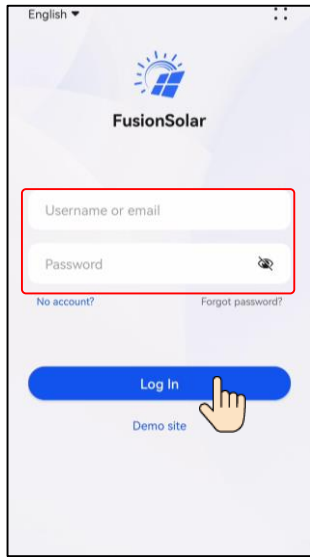 English
FusionSolar
Username or email
Password
No account? Forgot password?
Log In
Demo site